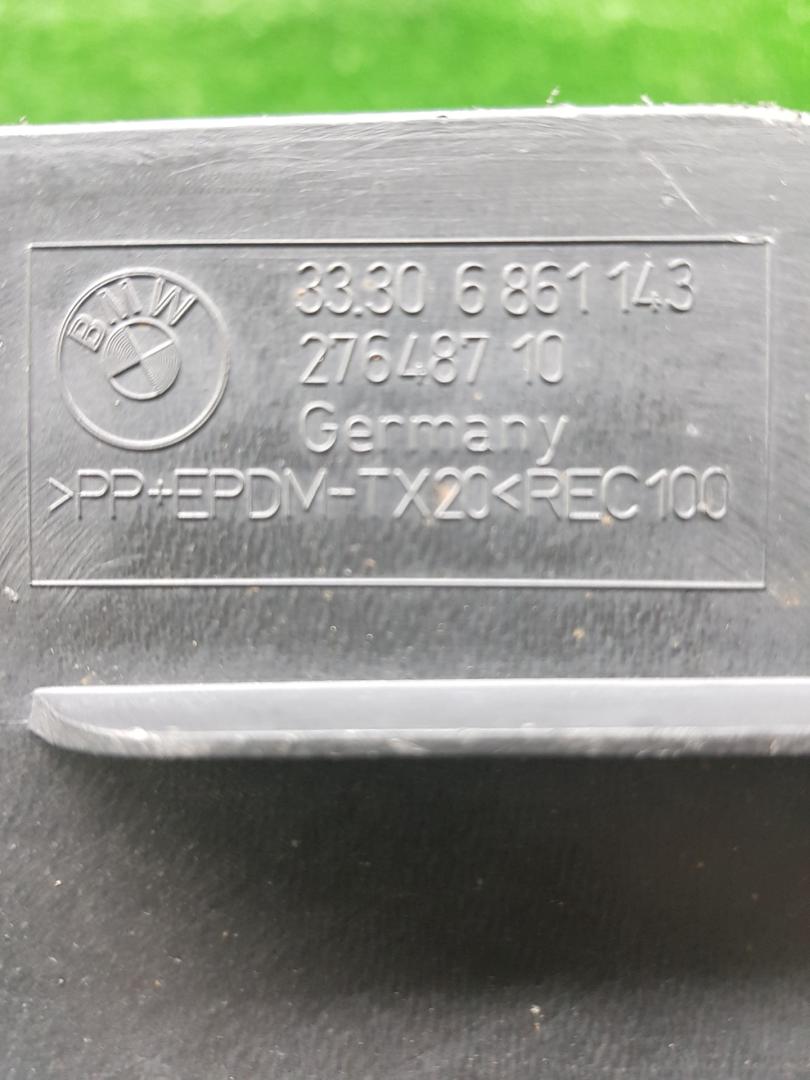 BMW
33.30 6 861 143
276487 10
Germany
>PP+EPDM-TX20<REC100